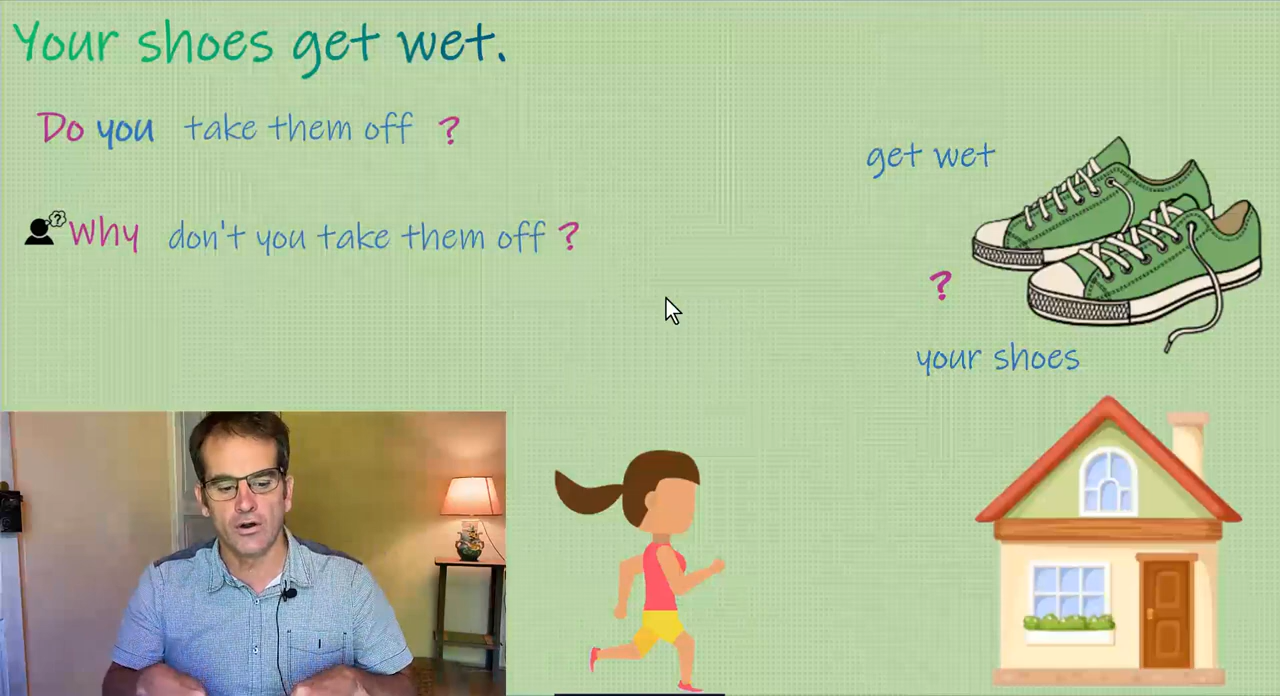 Your shoes get wet.
Do you take them off ?
Why don't you take them off ?
get wet
?
your shoes